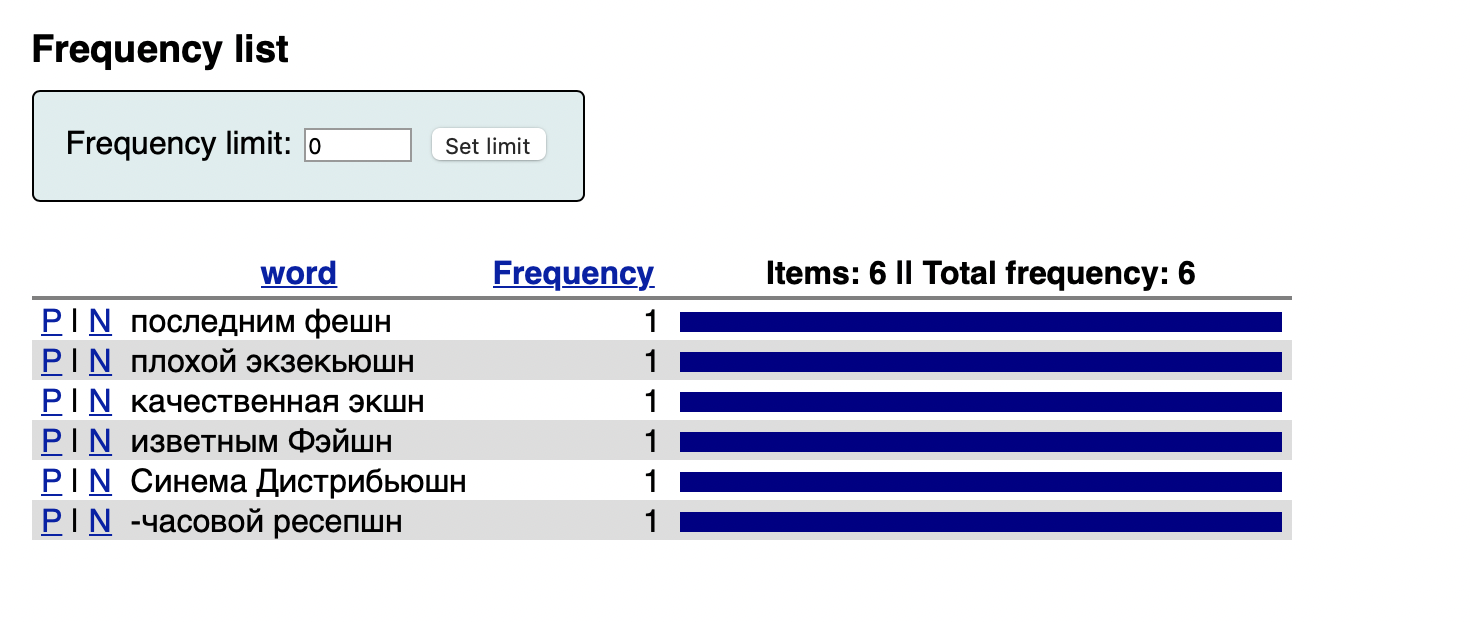 Frequency list
Frequency limit: 0 Set limit
word Frequency Items: 6 || Total frequency: 6
P | N последним фешн 1
P | N плохой экзекьюшн 1
P | N качественная экшн 1
P | N изветным Фэйшн 1
P | N Синема Дистрибьюшн 1
P | N -часовой ресепшн 1